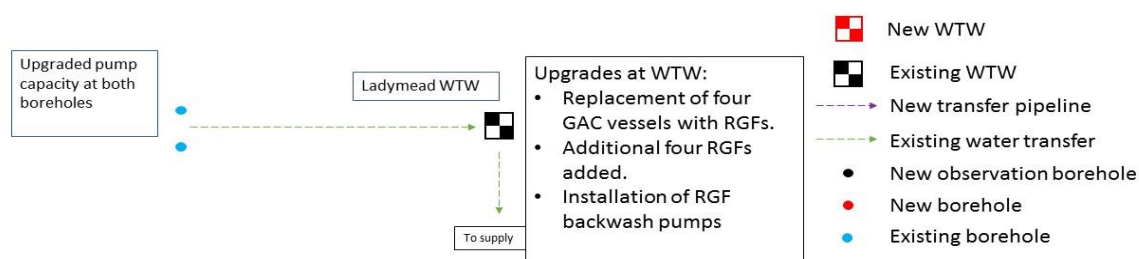 Upgraded pump
capacity at both
boreholes
Ladymead WTW
To supply
Upgrades at WTW:
• Replacement of four
GAC vessels with RGFs.
• Additional four RGFs
added.
• Installation of RGF
backwash pumps
New WTW
Existing WTW
New transfer pipeline
Existing water transfer
New observation borehole
New borehole
Existing borehole